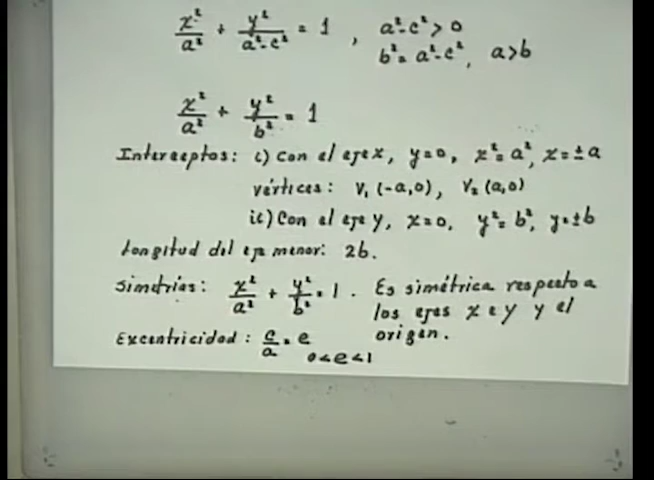 x²/a² + y²/(a²-c²) = 1 , a²-c² > 0
b² = a²-c², a>b
x²/a² + y²/b² = 1
Interceptos: i) Con el eje x, y=0, x²=a², x=±a
vértices: V₁(-a,0), V₂(a,0)
ii) Con el eje y, x=0, y²=b², y=±b
Longitud del eje menor: 2b.
Simetrías: x²/a² + y²/b² = 1. Es simétrica respecto a
los ejes x e y y el
origen.
Excentricidad: c/a = e
0<e<1